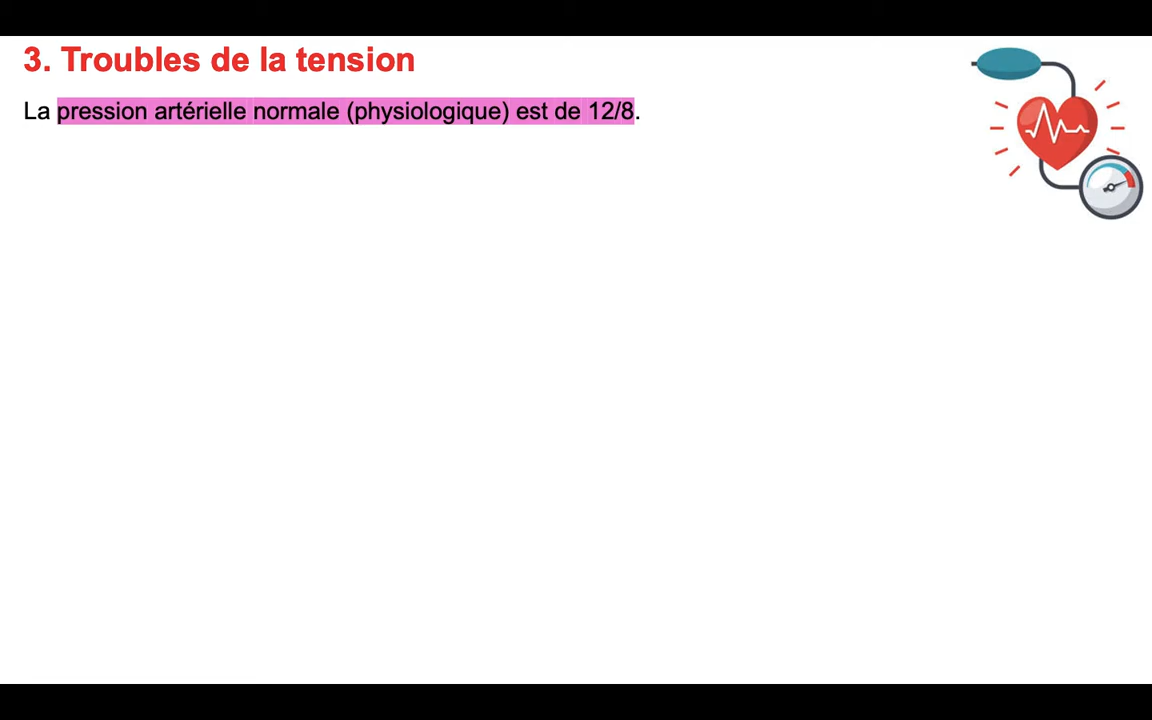 3. Troubles de la tension
La pression artérielle normale (physiologique) est de 12/8.